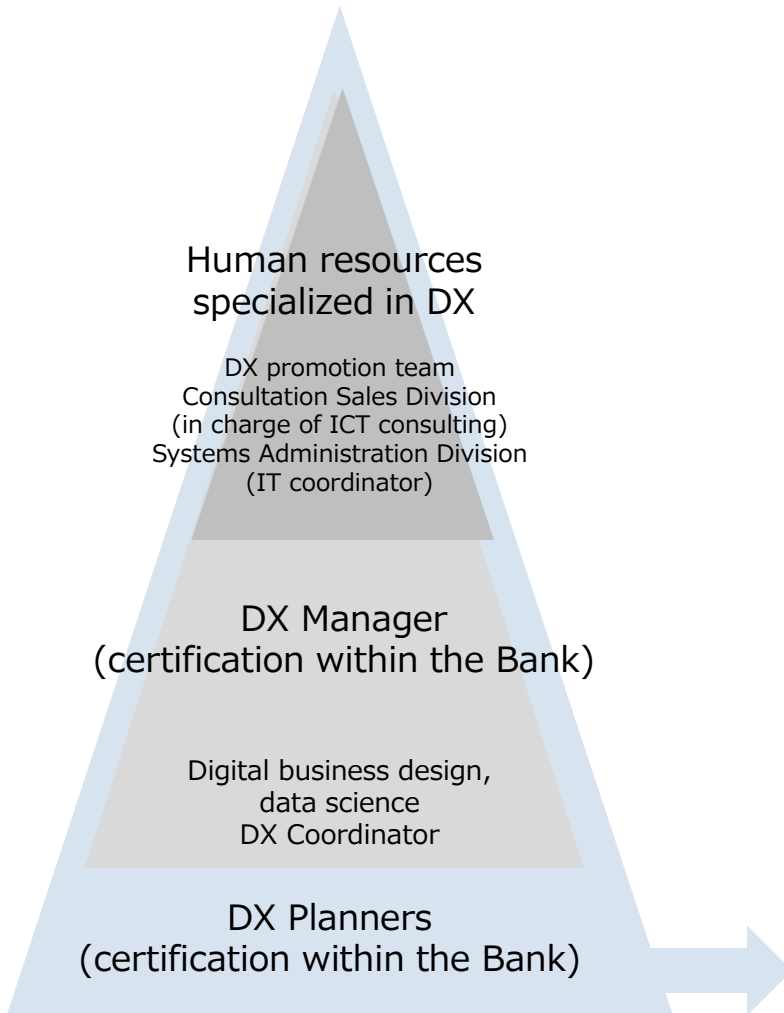 Human resources
specialized in DX
DX promotion team
Consultation Sales Division
(in charge of ICT consulting)
Systems Administration Division
(IT coordinator)
DX Manager
(certification within the Bank)
Digital business design,
data science
DX Coordinator
DX Planners
(certification within the Bank)